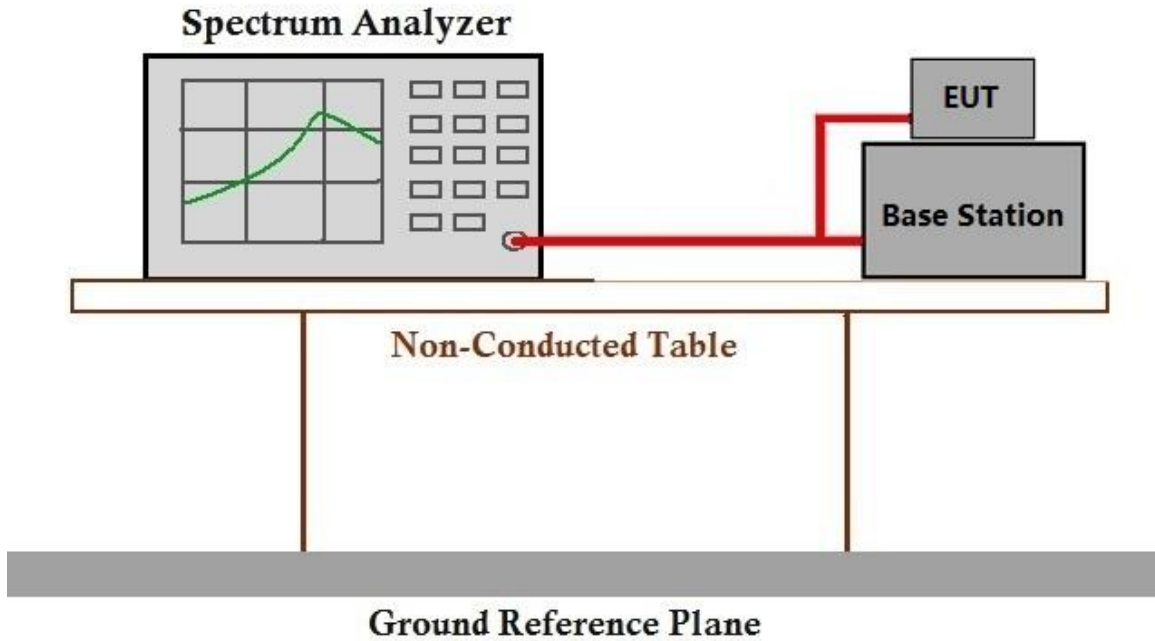 Spectrum Analyzer
EUT
Base Station
Non-Conducted Table
Ground Reference Plane